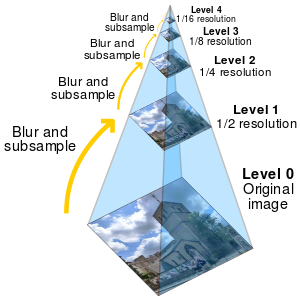 Level 4
1/16 resolution
Blur and
subsample
Level 3
1/8 resolution
Blur and
subsample
Level 2
1/4 resolution
Blur and
subsample
Level 1
1/2 resolution
Blur and
subsample
Level 0
Original
image